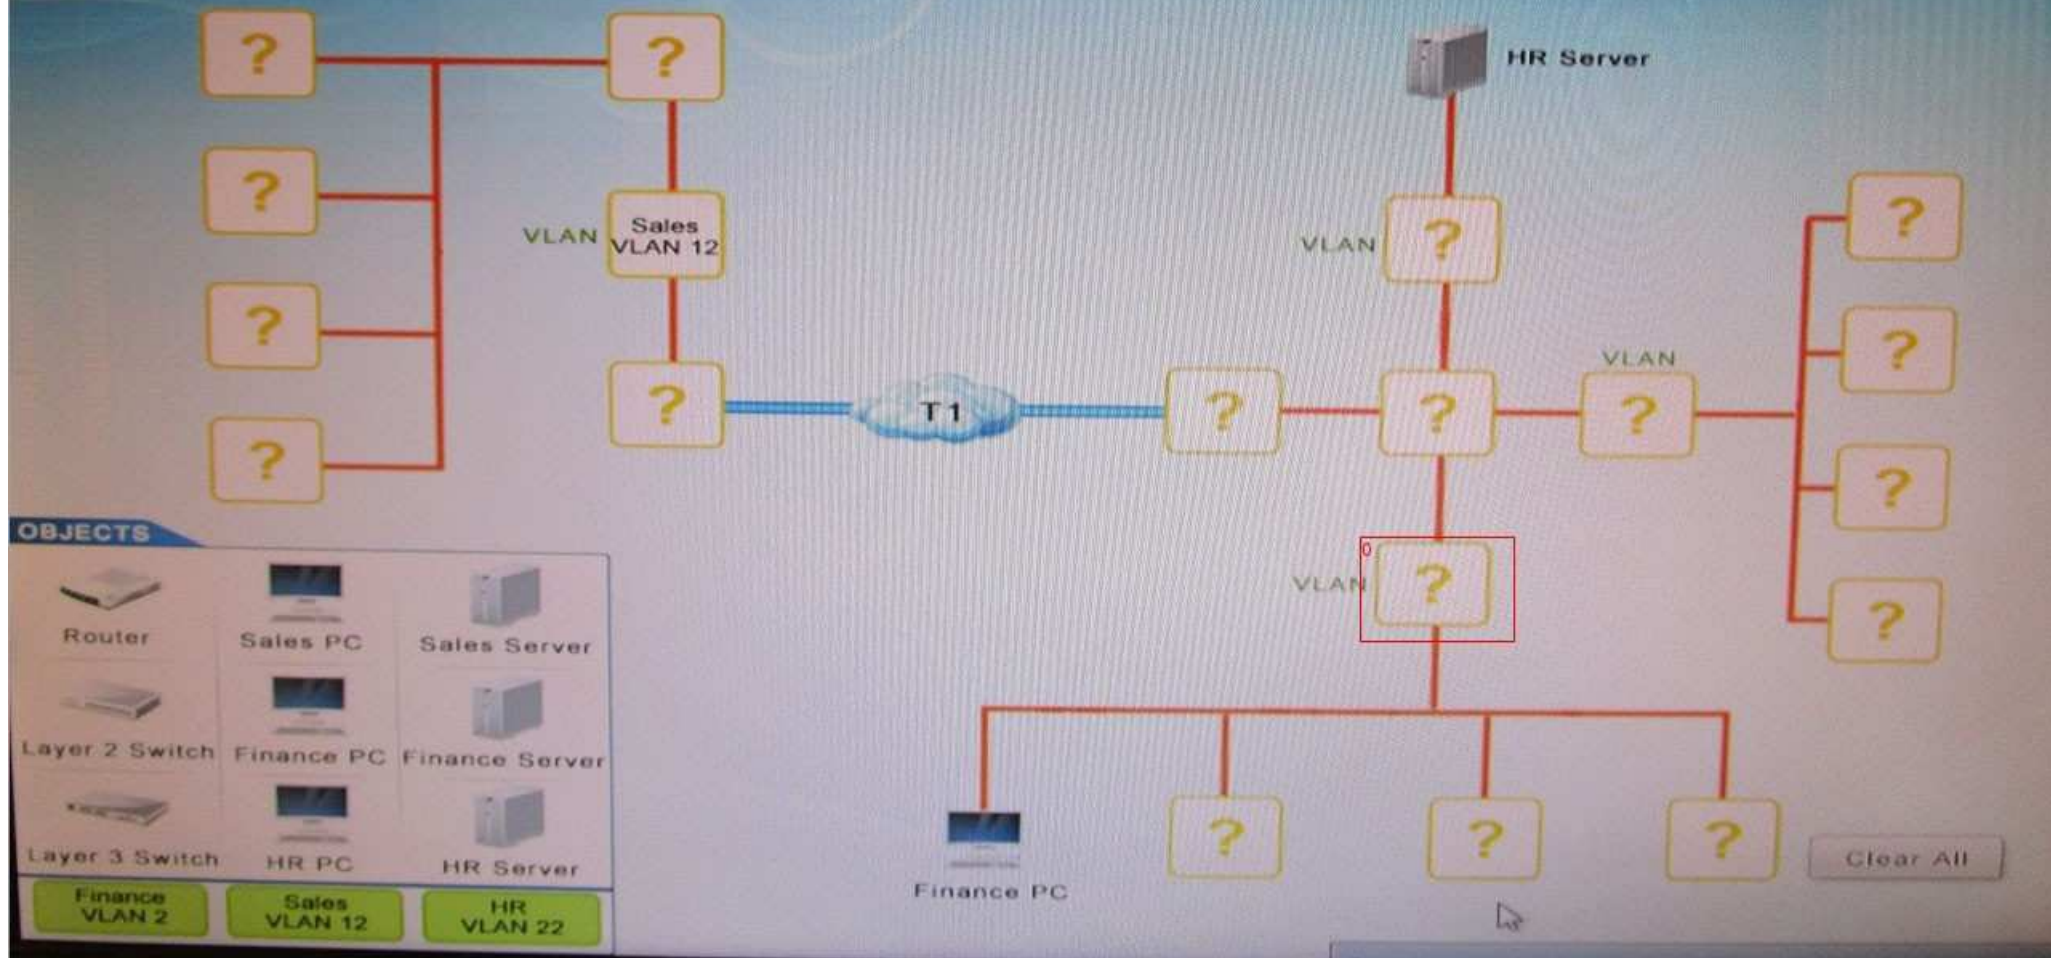 ?
?
HR Server
?
?
?
VLAN
Sales
VLAN 12
VLAN
?
?
VLAN
?
?
T1
?
?
?
?
?
OBJECTS
0
VLAN
?
?
Router
Sales PC
Sales Server
Layer 2 Switch
Finance PC
Finance Server
Layer 3 Switch
HR PC
HR Server
?
?
?
Clear All
Finance PC
Finance
VLAN 2
Sales
VLAN 12
HR
VLAN 22